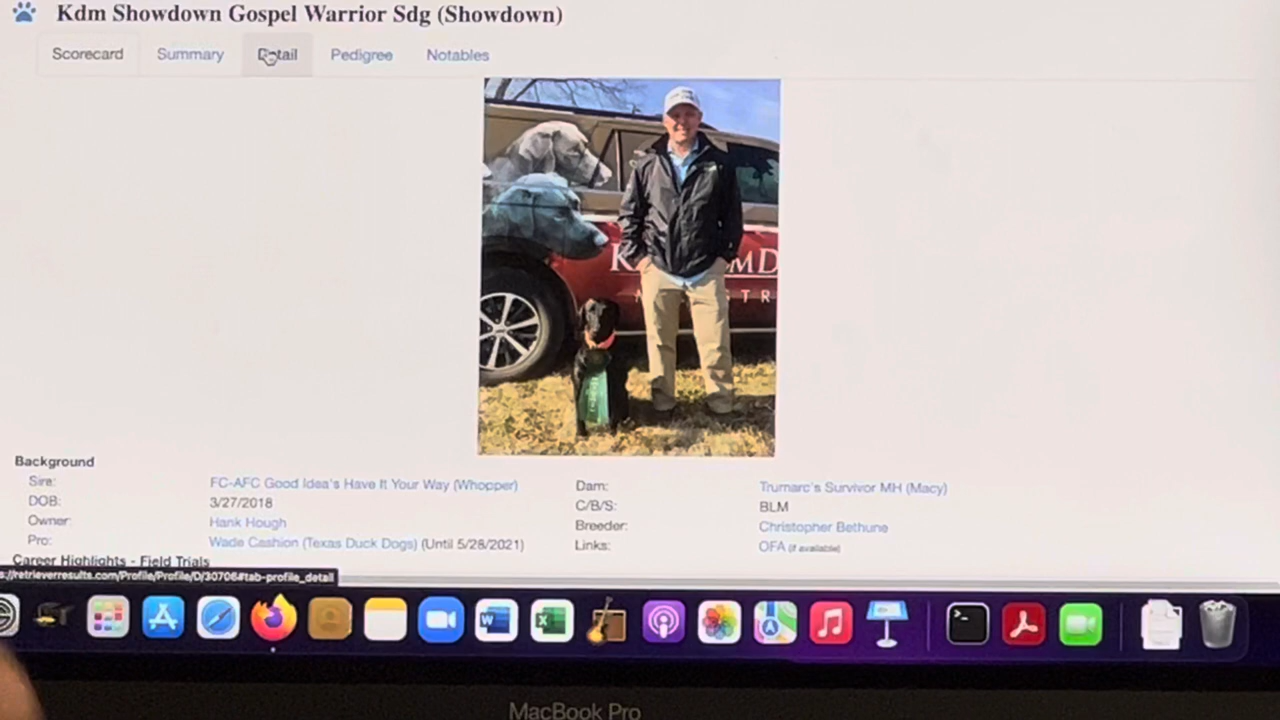 Kdm Showdown Gospel Warrior Sdg (Showdown)
Scorecard Summary Detail Pedigree Notables
K MD
STR
Background
Sire: FC-AFC Good Idea's Have It Your Way (Whopper) Dam: Trumarc's Survivor MH (Macy)
DOB: 3/27/2018 C/B/S: BLM
Owner: Hank Hough Breeder: Christopher Bethune
Pro: Wade Cashion (Texas Duck Dogs) (Until 5/28/2021) Links: OFA (if available)
Career Highlights - Field Trials
s://retrieverresults.com/Profile/Profile/D/30706#tab-profile_detail
MacBook Pro